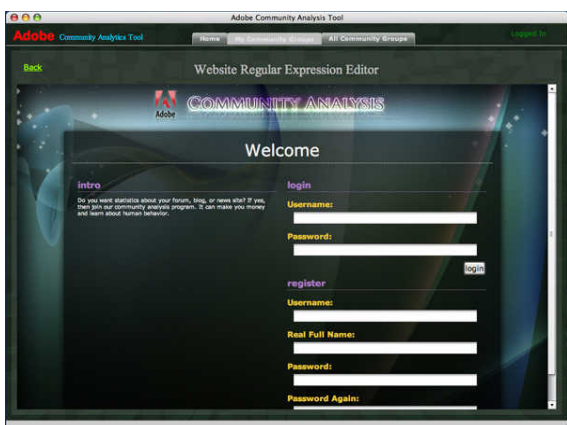 Adobe Community Analysis Tool
Adobe Community Analytics Tool
Home My Community Groups All Community Groups
Logged In
Back
Website Regular Expression Editor
Adobe
COMMUNITY ANALYSIS
Welcome
intro
Do you want statistics about your forum, blog, or news site? If yes,
then join our community analysis program. It can make you money
and learn about human behavior.
login
Username:
Password:
login
register
Username:
Real Full Name:
Password:
Password Again: